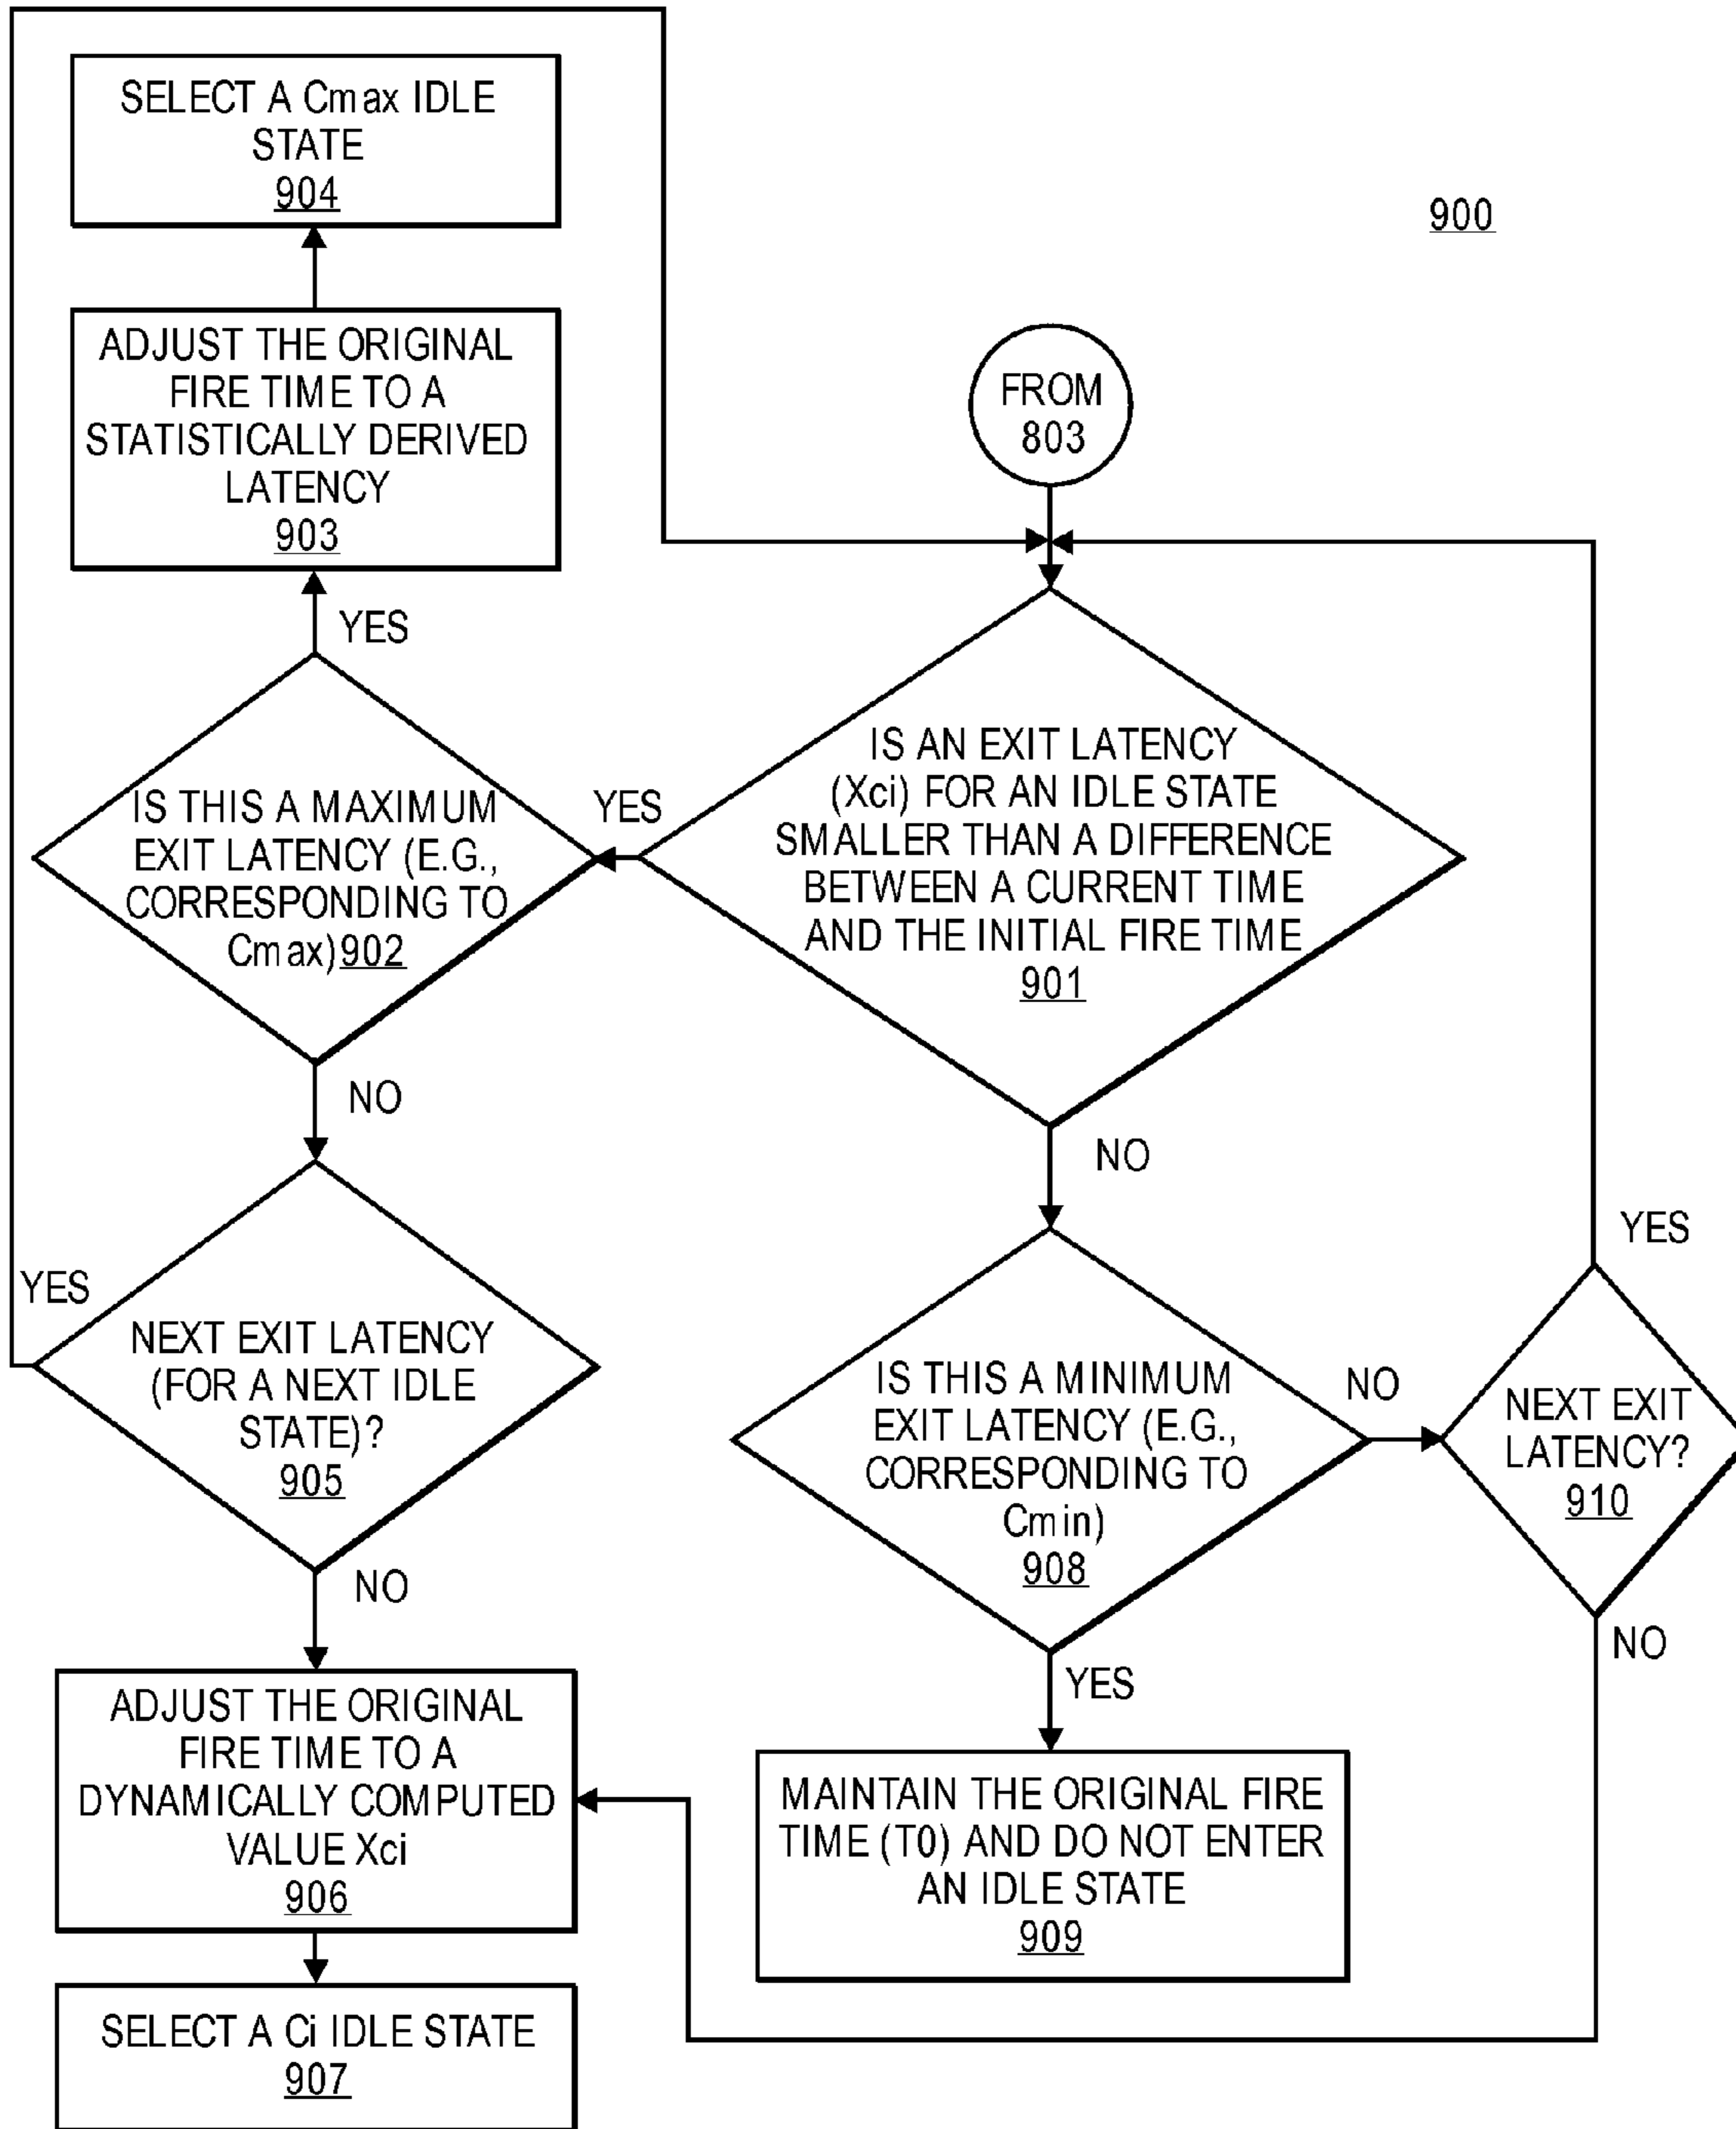 SELECT A Cmax IDLE
STATE
904
900
ADJUST THE ORIGINAL
FIRE TIME TO A
STATISTICALLY DERIVED
LATENCY
903
FROM
803
YES
IS AN EXIT LATENCY
(Xci) FOR AN IDLE STATE
SMALLER THAN A DIFFERENCE
BETWEEN A CURRENT TIME
AND THE INITIAL FIRE TIME
901
YES
IS THIS A MAXIMUM
EXIT LATENCY (E.G.,
CORRESPONDING TO
Cmax) 902
NO
NO
YES
NEXT EXIT LATENCY
(FOR A NEXT IDLE
STATE)?
905
YES
IS THIS A MINIMUM
EXIT LATENCY (E.G.,
CORRESPONDING TO
Cmin)
908
NO
NEXT EXIT
LATENCY?
910
NO
YES
NO
ADJUST THE ORIGINAL
FIRE TIME TO A
DYNAMICALLY COMPUTED
VALUE Xci
906
MAINTAIN THE ORIGINAL FIRE
TIME (T0) AND DO NOT ENTER
AN IDLE STATE
909
SELECT A Ci IDLE STATE
907